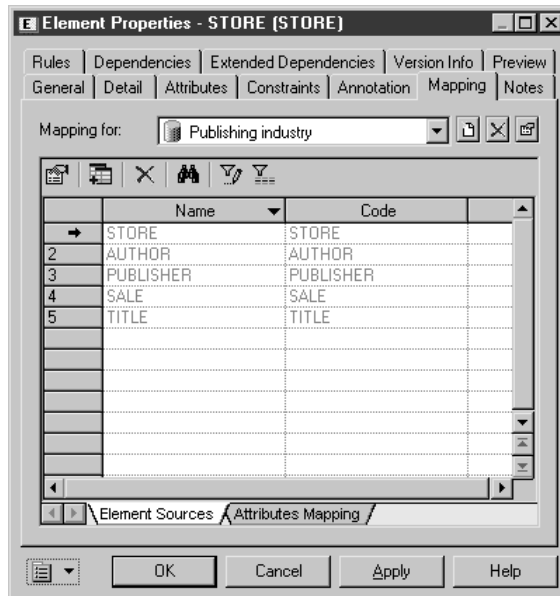 E Element Properties - STORE (STORE)
Rules Dependencies Extended Dependencies Version Info Preview
General Detail Attributes Constraints Annotation Mapping Notes
Mapping for: Publishing industry
Name Code
STORE STORE
2 AUTHOR AUTHOR
3 PUBLISHER PUBLISHER
4 SALE SALE
5 TITLE TITLE
Element Sources Attributes Mapping
OK Cancel Apply Help